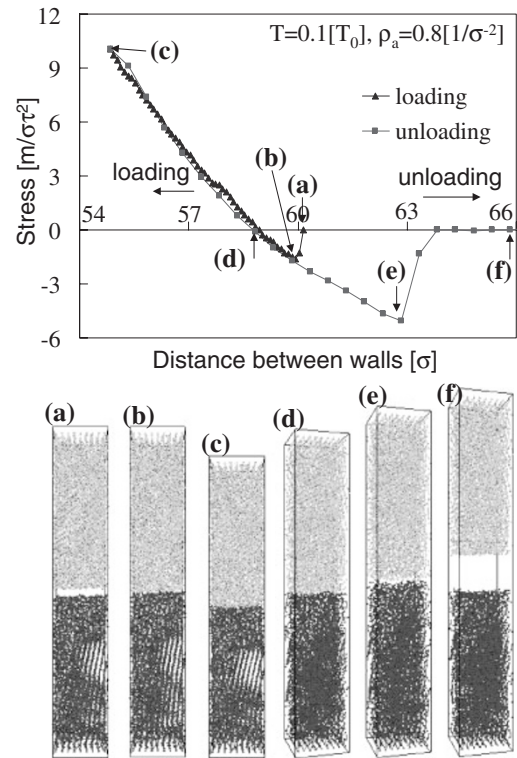 T=0.1[T₀], ρₐ=0.8[1/σ⁻²]
Stress [m/στ²]
12
9
6
3
0
-3
-6
(c)
loading
unloading
(b)
(a)
loading
unloading
54
57
60
63
66
(d)
(e)
(f)
Distance between walls [σ]
(a)
(b)
(c)
(d)
(e)
(f)